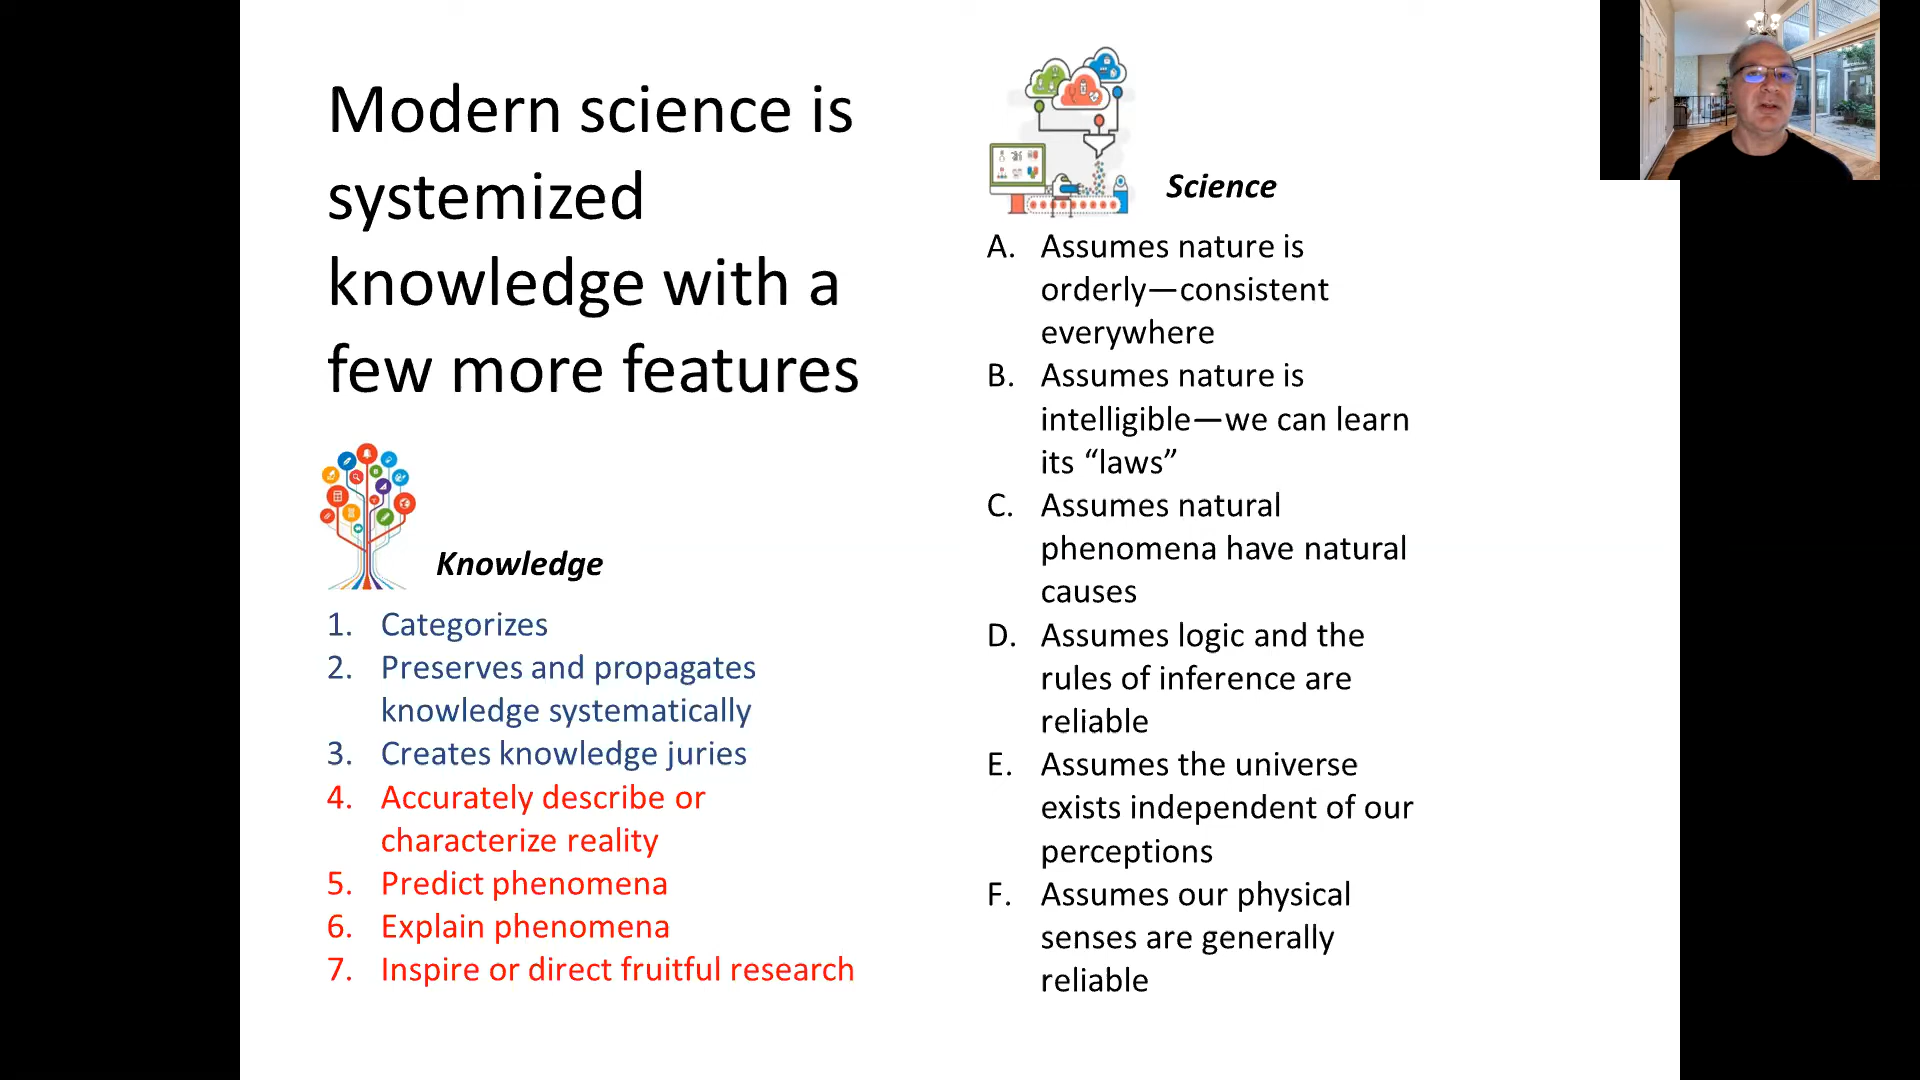 Modern science is
systemized
knowledge with a
few more features
Knowledge
1. Categorizes
2. Preserves and propagates
knowledge systematically
3. Creates knowledge juries
4. Accurately describe or
characterize reality
5. Predict phenomena
6. Explain phenomena
7. Inspire or direct fruitful research
Science
A. Assumes nature is
orderly—consistent
everywhere
B. Assumes nature is
intelligible—we can learn
its “laws”
C. Assumes natural
phenomena have natural
causes
D. Assumes logic and the
rules of inference are
reliable
E. Assumes the universe
exists independent of our
perceptions
F. Assumes our physical
senses are generally
reliable